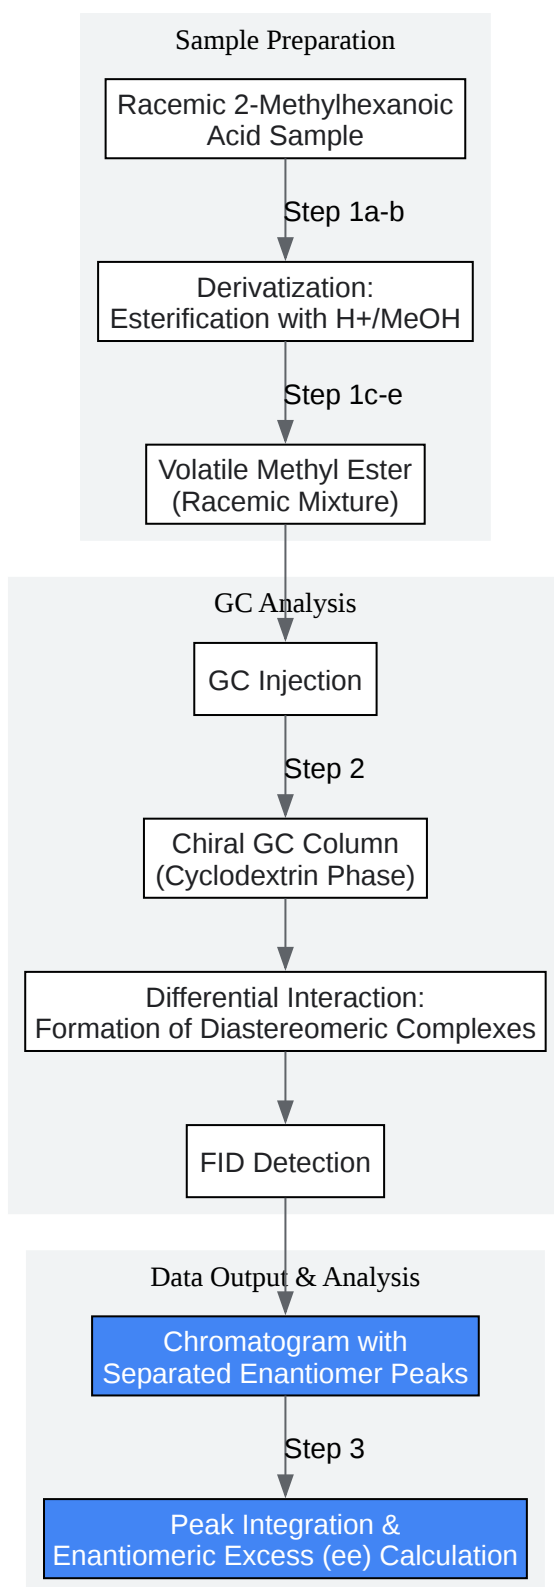 Sample Preparation
Racemic 2-Methylhexanoic
Acid Sample
Step 1a-b
Derivatization:
Esterification with H+/MeOH
Step 1c-e
Volatile Methyl Ester
(Racemic Mixture)
GC Analysis
GC Injection
Step 2
Chiral GC Column
(Cyclodextrin Phase)
Differential Interaction:
Formation of Diastereomeric Complexes
FID Detection
Data Output & Analysis
Chromatogram with
Separated Enantiomer Peaks
Step 3
Peak Integration &
Enantiomeric Excess (ee) Calculation